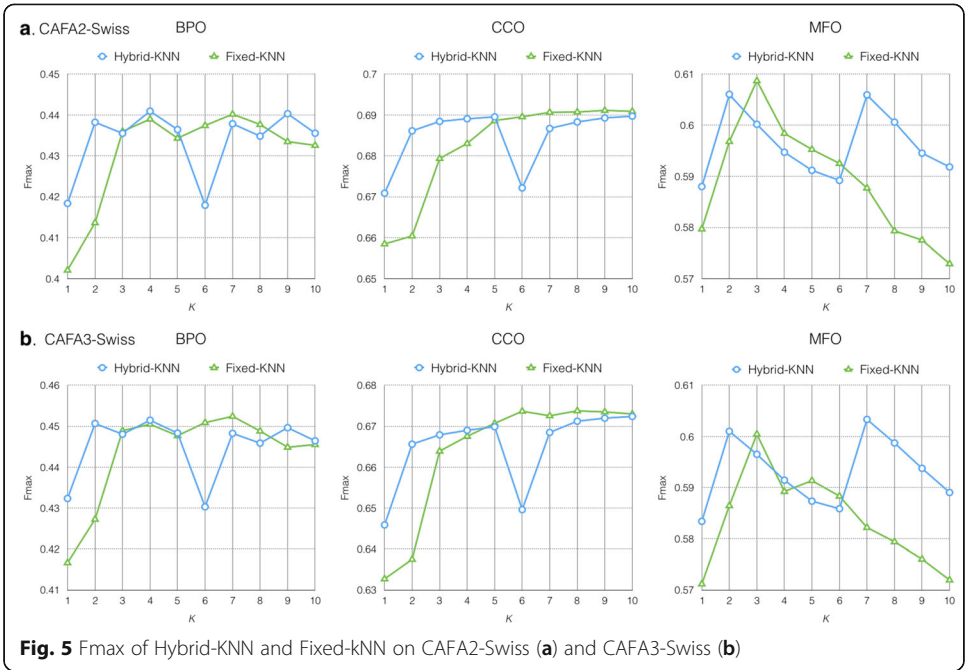 a. CAFA2-Swiss BPO CCO MFO
Hybrid-KNN Fixed-KNN Hybrid-KNN Fixed-KNN Hybrid-KNN Fixed-KNN
0.45 0.7 0.61
0.44 0.69 0.6
0.43 0.68 0.59
0.42 0.67 0.58
0.41 0.66 0.57
0.4 0.65
Fmax Fmax Fmax
1 2 3 4 5 6 7 8 9 10 1 2 3 4 5 6 7 8 9 10 1 2 3 4 5 6 7 8 9 10
K K K
b. CAFA3-Swiss BPO CCO MFO
Hybrid-KNN Fixed-KNN Hybrid-KNN Fixed-KNN Hybrid-KNN Fixed-KNN
0.46 0.68 0.61
0.45 0.67 0.6
0.44 0.66 0.59
0.43 0.65 0.58
0.42 0.64 0.57
0.41 0.63
Fmax Fmax Fmax
1 2 3 4 5 6 7 8 9 10 1 2 3 4 5 6 7 8 9 10 1 2 3 4 5 6 7 8 9 10
K K K
Fig. 5 Fmax of Hybrid-KNN and Fixed-kNN on CAFA2-Swiss (a) and CAFA3-Swiss (b)